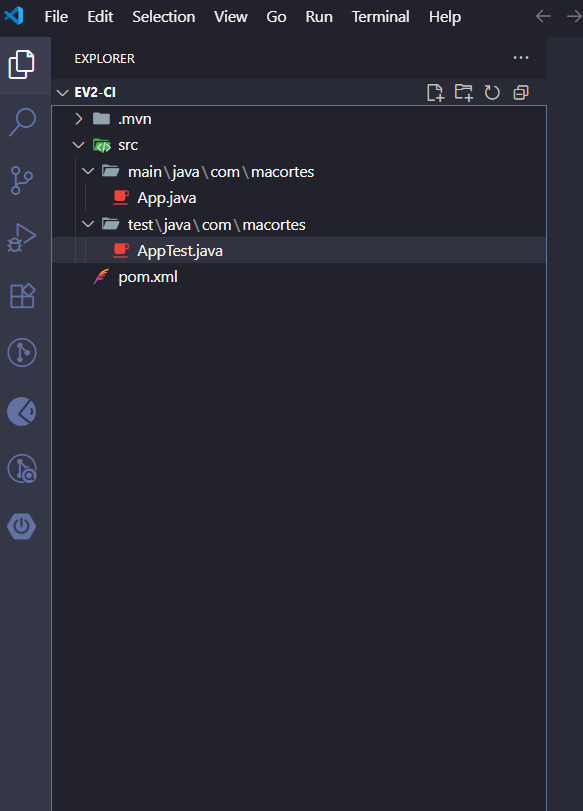 File Edit Selection View Go Run Terminal Help
EXPLORER
EV2-CI
.mvn
src
main\java\com\macortes
App.java
test\java\com\macortes
AppTest.java
pom.xml